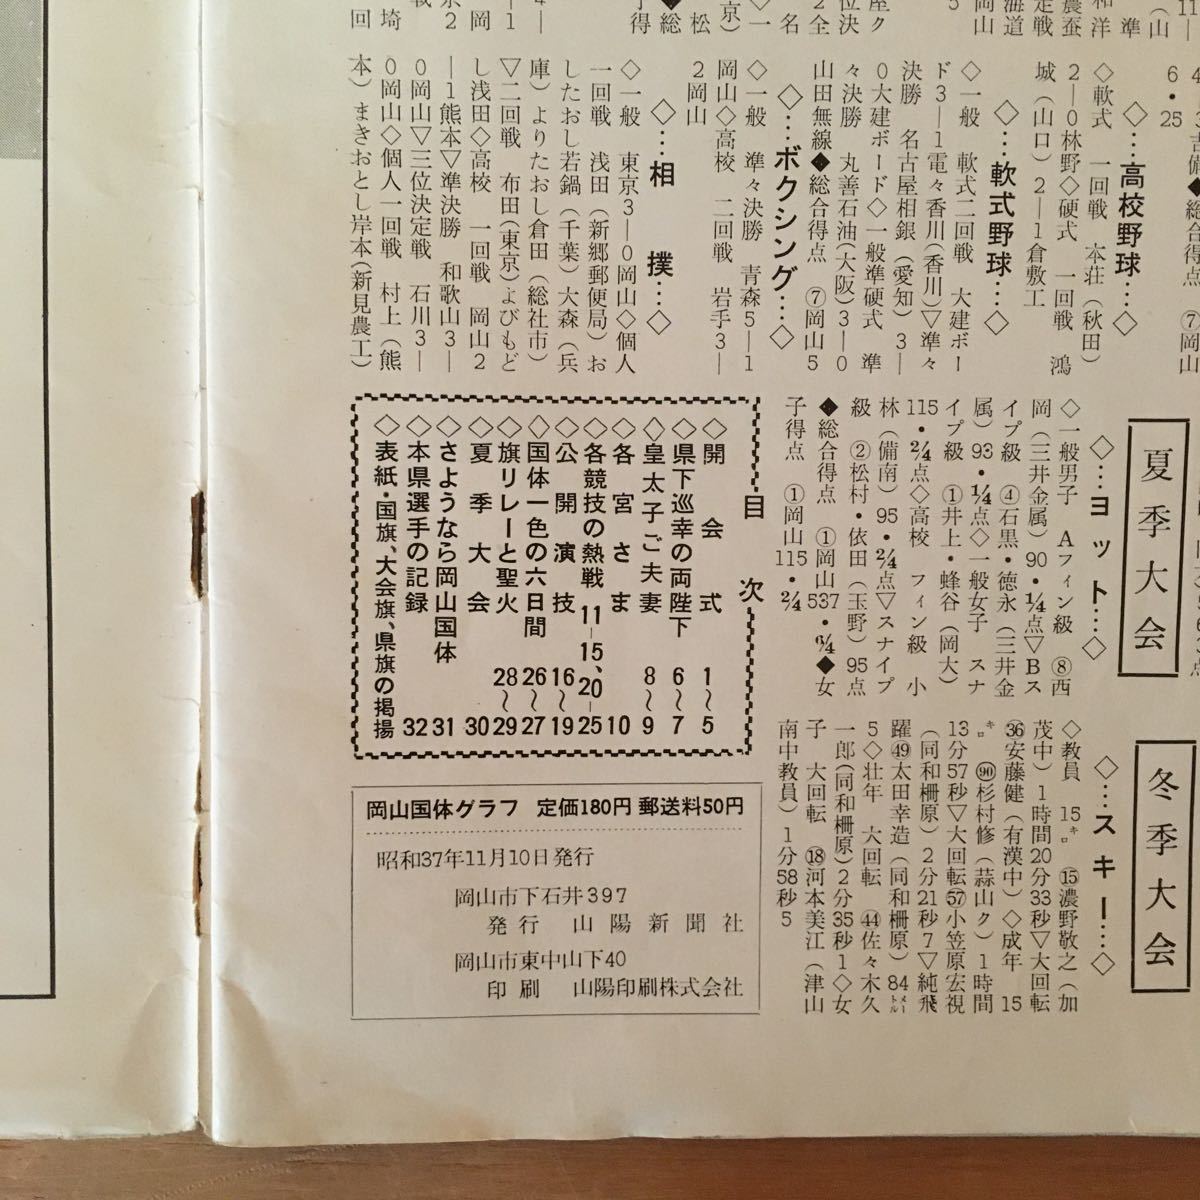 ◇…高校野球…◇
◇軟式　一回戦　本荘（秋田）
2―0林野◇硬式　一回戦　鴻
城（山口）2―1倉敷工
◇…軟式野球…◇
◇一般　軟式二回戦　大建ボー
ド3―1電々香川（香川）▽準々
決勝　名古屋相銀（愛知）3―
0大建ボード◇一般準硬式　準
々決勝　丸善石油（大阪）3―0
山田無線◆総合得点　⑦岡山5
◇…ボクシング…◇
◇一般　準々決勝　青森5―1
岡山◇高校　二回戦　岩手3―
2岡山
◇…相　撲…◇
◇一般　東京3―0岡山◇個人
一回戦　浅田（新郷郵便局）お
したおし若鍋（千葉）大森（兵
庫）よりたおし倉田（総社市）
▽二回戦　布田（東京）よびもど
し浅田◇高校　一回戦　岡山2
―1熊本▽準決勝　和歌山3―
0岡山▽三位決定戦　石川3―
0岡山◇個人一回戦　村上（熊
本）まきおとし岸本（新見農工）
夏季大会
◇…ヨット…◇
◇一般男子　Aフィン級　⑧西
岡（三井金属）90・¼点▽Bス
イプ級　④石黒・徳永（三井金
属）93・¼点◇一般女子　スナ
イプ級　①井上・蜂谷（岡大）
115・2/4点◇高校　フィン級　小
林（備南）95・2/4点▽スナイプ
級　②松村・依田（玉野）95点
◆総合得点　①岡山537・6/4◆女
子得点　①岡山115・2/4
冬季大会
◇…スキー…◇
◇教員　15㌔　⑮濃野敬之（加
茂中）1時間20分33秒▽大回転
㊱安藤健（有漢中）◇成年　15
㌔　90杉村修（蒜山ク）1時間
13分57秒▽大回転57小笠原宏視
（同和柵原）2分21秒7▽純飛
躍㊾太田幸造（同和柵原）84㍍
5◇壮年　大回転　㊹佐々木久
一郎（同和柵原）2分35秒1◇女
子　大回転　⑱河本美江（津山
南中教員）1分58秒5
目　次
◇開会式　1〜5
◇県下巡幸の両陛下　6〜7
◇皇太子ご夫妻　8〜9
◇各宮さま　10
◇各競技の熱戦　11―15、20―25
◇公開演技　16〜19
◇国体一色の六日間　26〜27
◇旗リレーと聖火　28〜29
◇夏季大会　30
◇さようなら岡山国体　31
◇本県選手の記録　32
◇表紙・国旗、大会旗、県旗の掲揚
岡山国体グラフ　定価180円　郵送料50円
昭和37年11月10日発行
岡山市下石井397
発行　山陽新聞社
岡山市東中山下40
印刷　山陽印刷株式会社